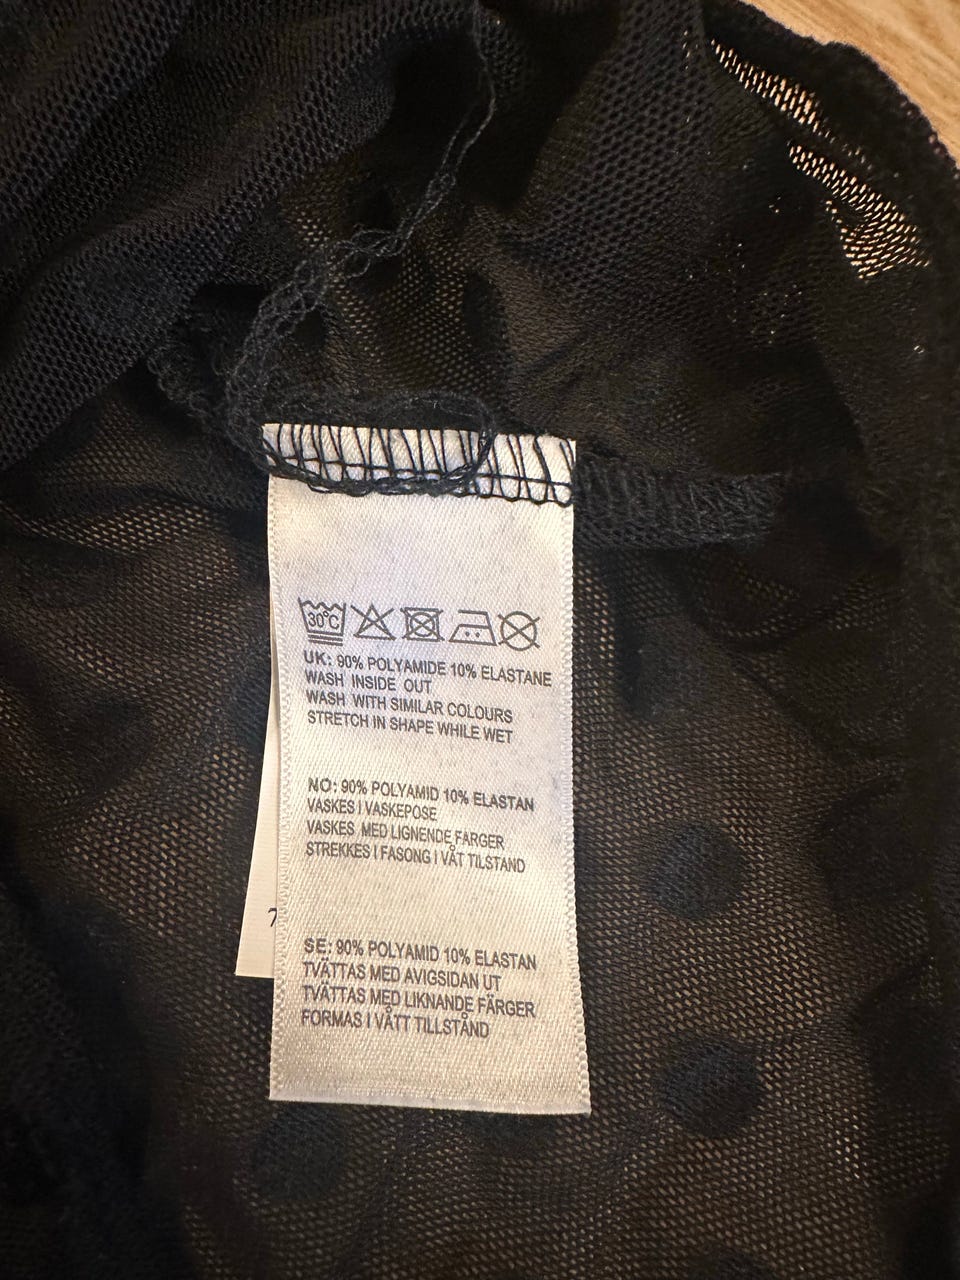 30°C
UK: 90% POLYAMIDE 10% ELASTANE
WASH INSIDE OUT
WASH WITH SIMILAR COLOURS
STRETCH IN SHAPE WHILE WET
NO: 90% POLYAMID 10% ELASTAN
VASKES I VASKEPOSE
VASKES MED LIGNENDE FARGER
STREKKES I FASONG I VÅT TILSTAND
7
SE: 90% POLYAMID 10% ELASTAN
TVÄTTAS MED AVIGSIDAN UT
TVÄTTAS MED LIKNANDE FÄRGER
FORMAS I VÅTT TILLSTÅND